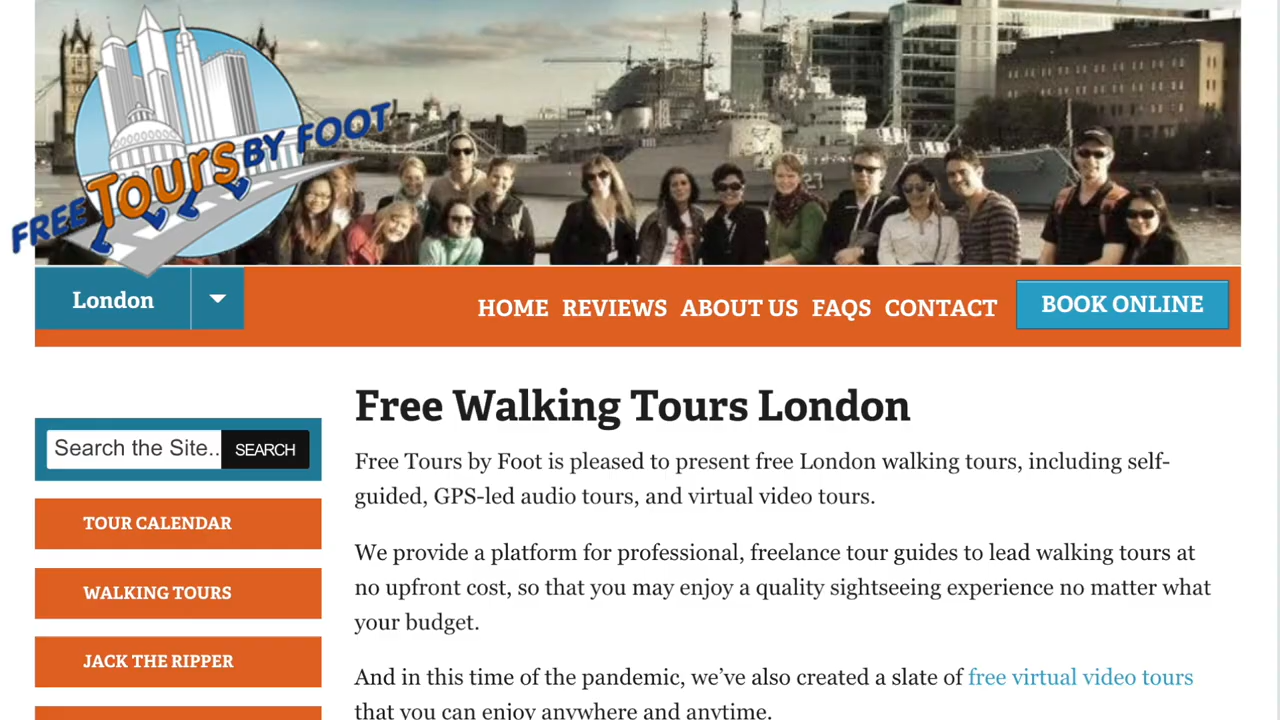 FREE TOURS BY FOOT
London
HOME REVIEWS ABOUT US FAQS CONTACT BOOK ONLINE
Search the Site.. SEARCH
TOUR CALENDAR
WALKING TOURS
JACK THE RIPPER
Free Walking Tours London
Free Tours by Foot is pleased to present free London walking tours, including self-
guided, GPS-led audio tours, and virtual video tours.
We provide a platform for professional, freelance tour guides to lead walking tours at
no upfront cost, so that you may enjoy a quality sightseeing experience no matter what
your budget.
And in this time of the pandemic, we’ve also created a slate of free virtual video tours
that you can enjoy anywhere and anytime.